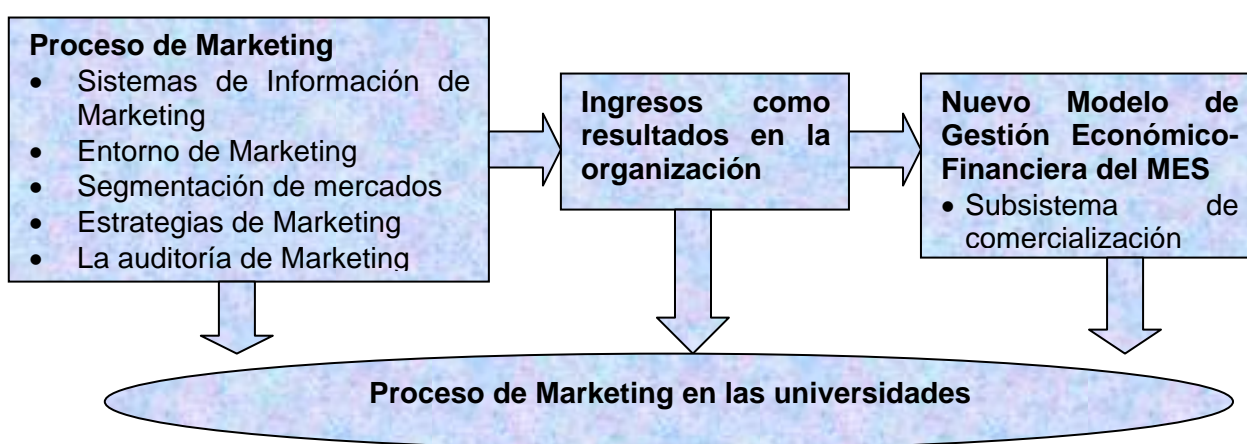 Proceso de Marketing
• Sistemas de Información de
Marketing
• Entorno de Marketing
• Segmentación de mercados
• Estrategias de Marketing
• La auditoría de Marketing
Ingresos como
resultados en la
organización
Nuevo Modelo de
Gestión Económico-
Financiera del MES
• Subsistema de
comercialización
Proceso de Marketing en las universidades